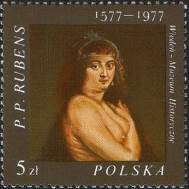 1577-1977
P.P. RUBENS
Wiedeń - Muzeum Historyczne
5 zł
POLSKA